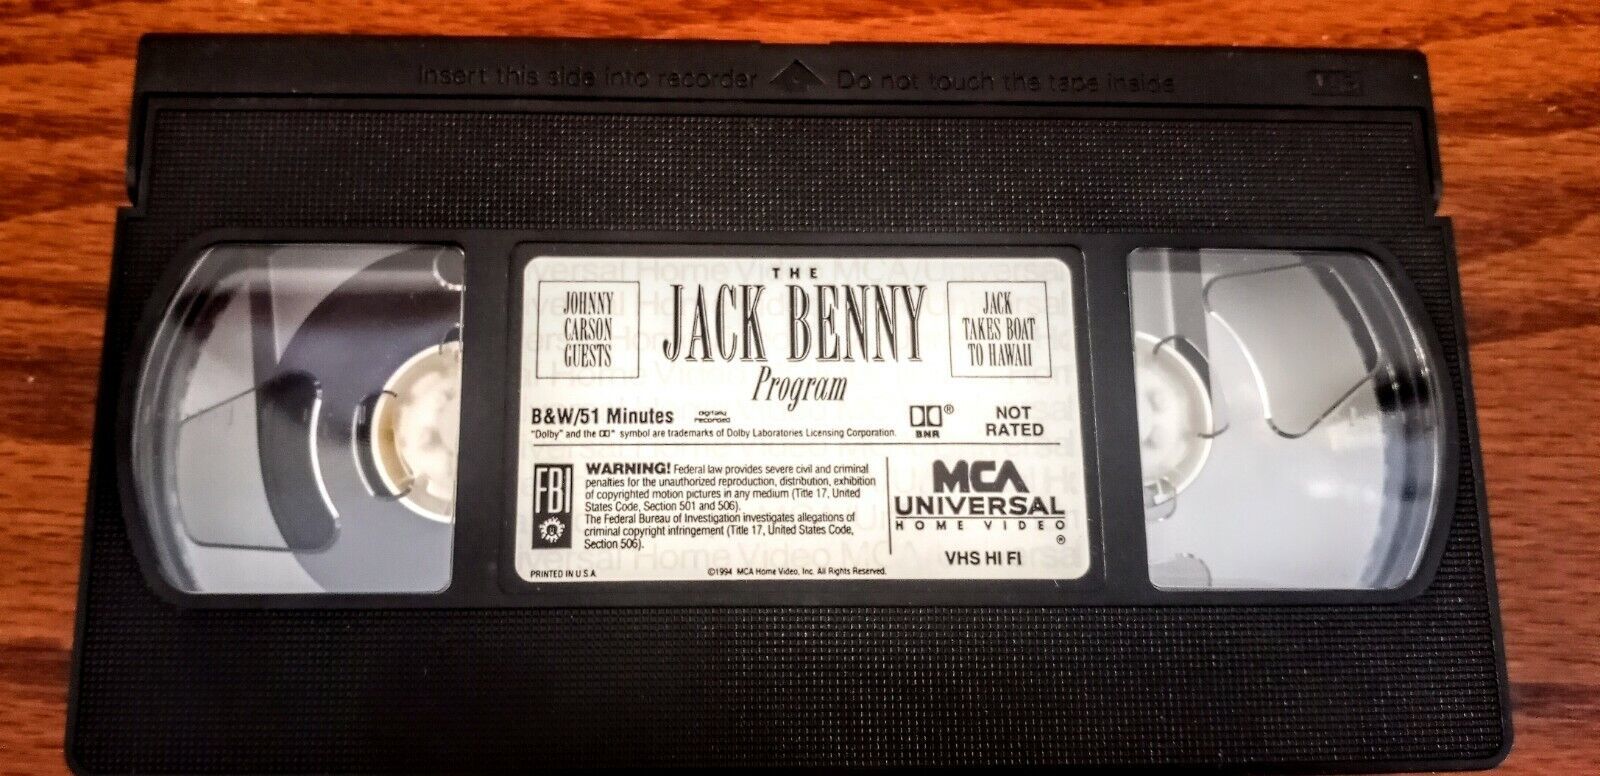 Insert this side into recorder Do not touch the tape inside
VHS
THE
JACK BENNY
Program
JOHNNY
CARSON
GUESTS
JACK
TAKES BOAT
TO HAWAII
B&W/51 Minutes
digitally
recorded
BNR
NOT
RATED
"Dolby" and the symbol are trademarks of Dolby Laboratories Licensing Corporation.
FBI
WARNING! Federal law provides severe civil and criminal
penalties for the unauthorized reproduction, distribution, exhibition
of copyrighted motion pictures in any medium (Title 17, United
States Code, Section 501 and 506).
The Federal Bureau of Investigation investigates allegations of
criminal copyright infringement (Title 17, United States Code,
Section 506).
MCA
UNIVERSAL
HOME VIDEO
®
VHS HI FI
PRINTED IN U.S.A.
©1994 MCA Home Video, Inc. All Rights Reserved.